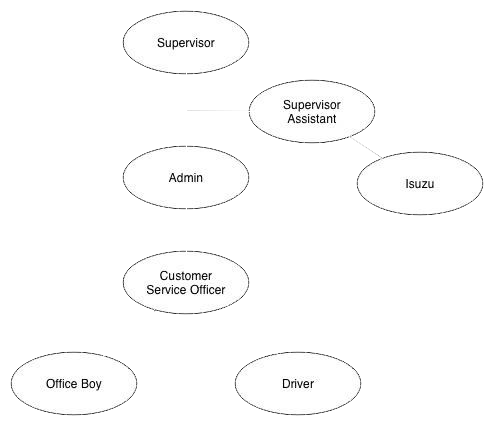 Supervisor
Supervisor
Assistant
Admin
Isuzu
Customer
Service Officer
Office Boy
Driver